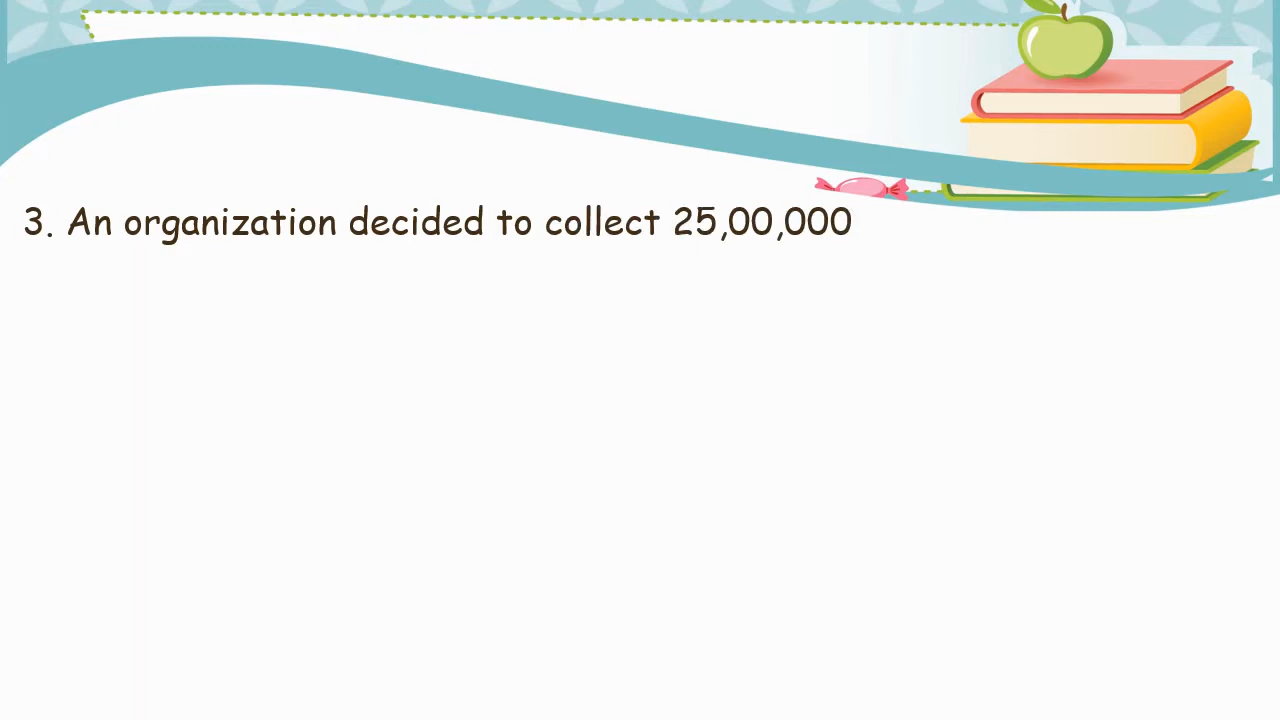 3. An organization decided to collect 25,00,000